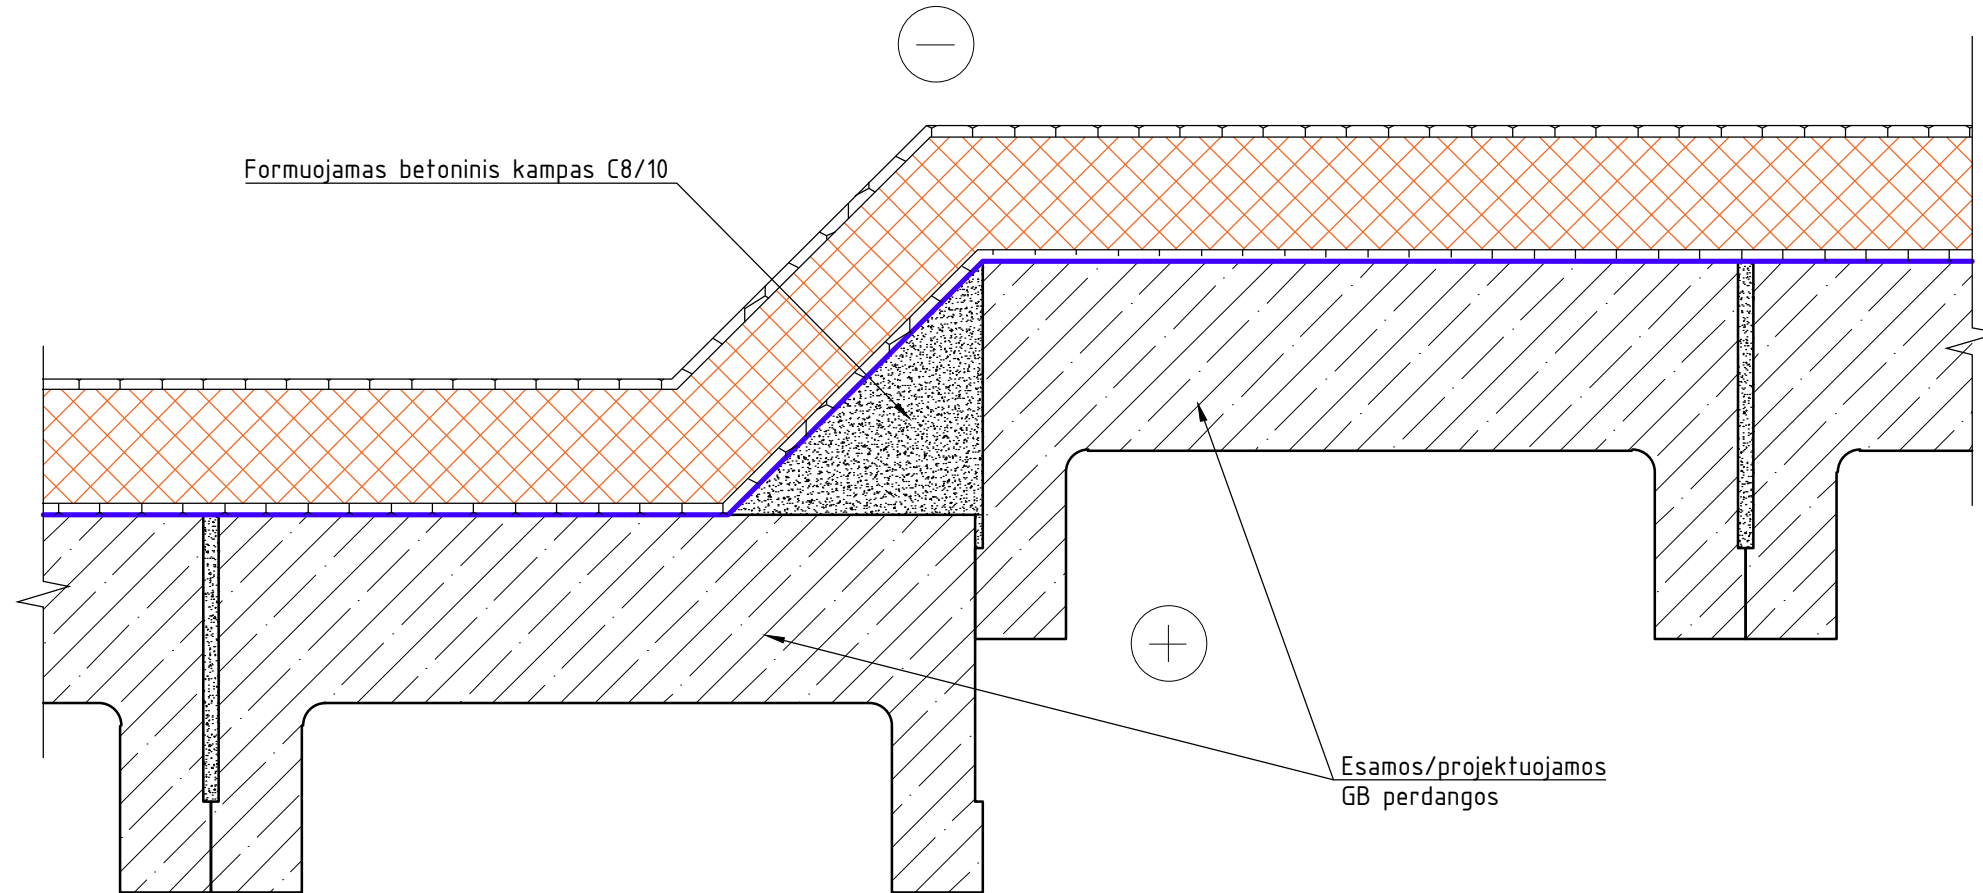 Formuojamas betoninis kampas C8/10
Esamos/projektuojamos
GB perdangos